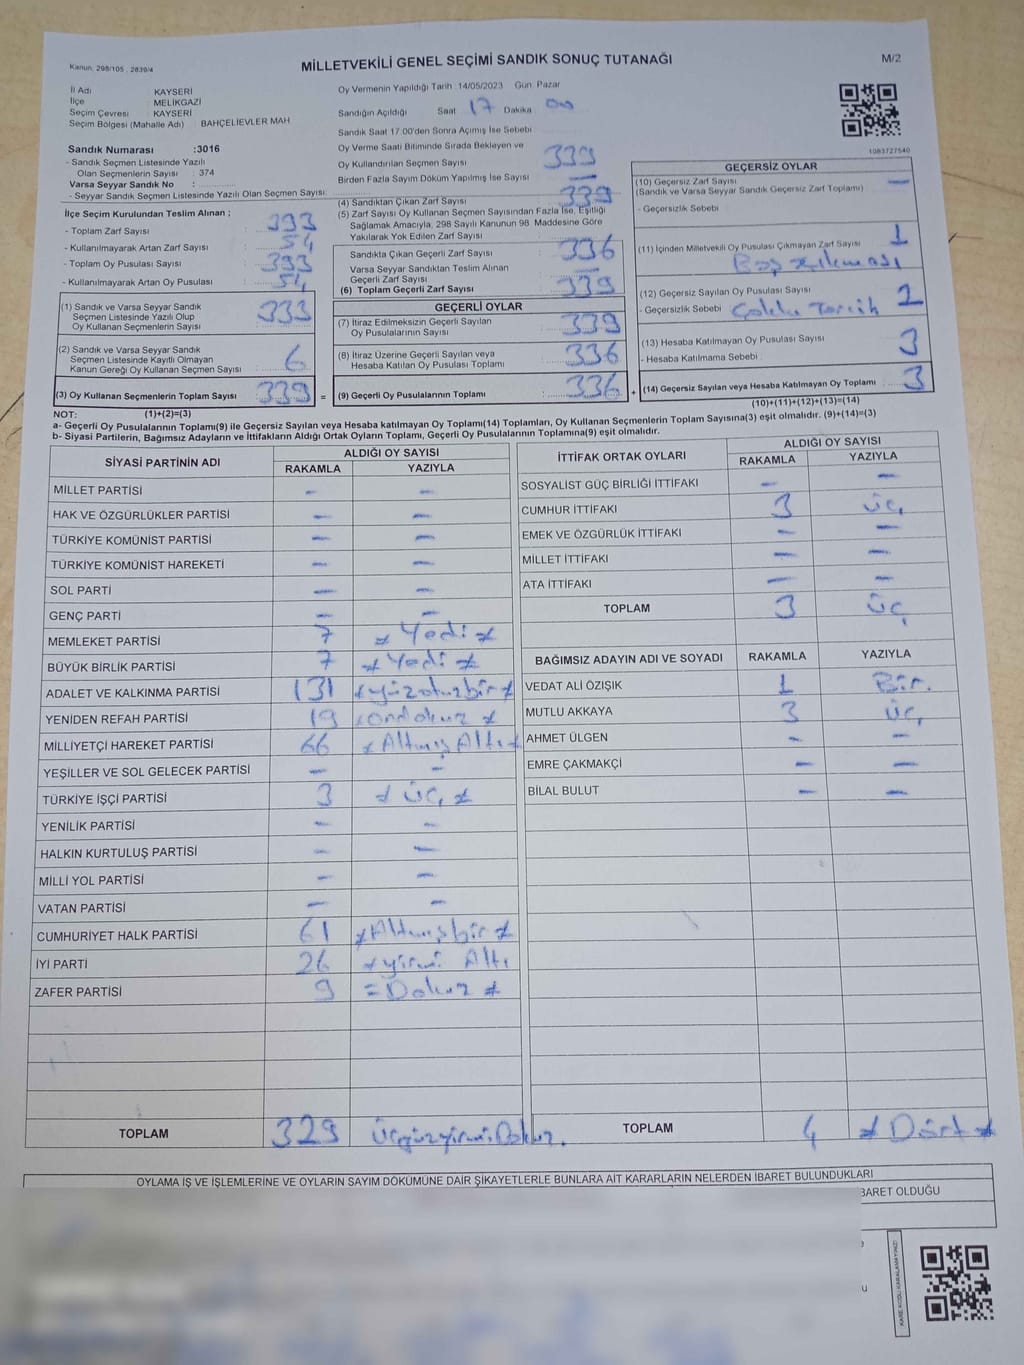 Kanun: 298/105, 2839/4
MİLLETVEKİLİ GENEL SEÇİMİ SANDIK SONUÇ TUTANAĞI
M/2
İl Adı KAYSERİ
İlçe MELİKGAZİ
Seçim Çevresi KAYSERİ
Seçim Bölgesi (Mahalle Adı) BAHÇELİEVLER MAH
Sandık Numarası :3016
- Sandık Seçmen Listesinde Yazılı
Olan Seçmenlerin Sayısı : 374
Varsa Seyyar Sandık No :
- Seyyar Sandık Seçmen Listesinde Yazılı Olan Seçmen Sayısı:
İlçe Seçim Kurulundan Teslim Alınan ;
- Toplam Zarf Sayısı : 393
- Kullanılmayarak Artan Zarf Sayısı : 54
- Toplam Oy Pusulası Sayısı : 393
- Kullanılmayarak Artan Oy Pusulası : 54
(1) Sandık ve Varsa Seyyar Sandık
Seçmen Listesinde Yazılı Olup
Oy Kullanan Seçmenlerin Sayısı : 333
(2) Sandık ve Varsa Seyyar Sandık
Seçmen Listesinde Kayıtlı Olmayan
Kanun Gereği Oy Kullanan Seçmen Sayısı : 6
(3) Oy Kullanan Seçmenlerin Toplam Sayısı : 339 =
Oy Vermenin Yapıldığı Tarih :14/05/2023 Gün: Pazar
Sandığın Açıldığı Saat 17 Dakika 00
Sandık Saat 17.00'den Sonra Açımış İse Sebebi
Oy Verme Saati Bitiminde Sırada Bekleyen ve
Oy Kullandırılan Seçmen Sayısı 339
Birden Fazla Sayım Döküm Yapılmış İse Sayısı —
(4) Sandıktan Çıkan Zarf Sayısı 339
(5) Zarf Sayısı Oy Kullanan Seçmen Sayısından Fazla İse, Eşitliği
Sağlamak Amacıyla, 298 Sayılı Kanunun 98. Maddesine Göre
Yakılarak Yok Edilen Zarf Sayısı :
Sandıkta Çıkan Geçerli Zarf Sayısı : 336
Varsa Seyyar Sandıktan Teslim Alınan
Geçerli Zarf Sayısı : —
(6) Toplam Geçerli Zarf Sayısı : 339
GEÇERLİ OYLAR
(7) İtiraz Edilmeksizin Geçerli Sayılan
Oy Pusulalarının Sayısı : 339
(8) İtiraz Üzerine Geçerli Sayılan veya
Hesaba Katılan Oy Pusulası Toplamı : 336
(9) Geçerli Oy Pusulalarının Toplamı : 336 +
1083727540
GEÇERSİZ OYLAR
(10) Geçersiz Zarf Sayısı
(Sandık ve Varsa Seyyar Sandık Geçersiz Zarf Toplamı) : —
- Geçersizlik Sebebi
(11) İçinden Milletvekili Oy Pusulası Çıkmayan Zarf Sayısı : 1
Boş
(12) Geçersiz Sayılan Oy Pusulası Sayısı 2
- Geçersizlik Sebebi Çoklu Tercih
(13) Hesaba Katılmayan Oy Pusulası Sayısı : 3
- Hesaba Katılmama Sebebi :
(14) Geçersiz Sayılan veya Hesaba Katılmayan Oy Toplamı : 3
NOT: (1)+(2)=(3) (10)+(11)+(12)+(13)=(14)
a- Geçerli Oy Pusulalarının Toplamı(9) ile Geçersiz Sayılan veya Hesaba katılmayan Oy Toplamı(14) Toplamları, Oy Kullanan Seçmenlerin Toplam Sayısına(3) eşit olmalıdır. (9)+(14)=(3)
b- Siyasi Partilerin, Bağımsız Adayların ve İttifakların Aldığı Ortak Oyların Toplamı, Geçerli Oy Pusulalarının Toplamına(9) eşit olmalıdır.
SİYASİ PARTİNİN ADI ALDIĞI OY SAYISI
RAKAMLA YAZIYLA
MİLLET PARTİSİ — —
HAK VE ÖZGÜRLÜKLER PARTİSİ — —
TÜRKİYE KOMÜNİST PARTİSİ — —
TÜRKİYE KOMÜNİST HAREKETİ — —
SOL PARTİ — —
GENÇ PARTİ — —
MEMLEKET PARTİSİ 7 Yedi
BÜYÜK BİRLİK PARTİSİ 7 Yedi
ADALET VE KALKINMA PARTİSİ 131 yüzotuzbir
YENİDEN REFAH PARTİSİ 19 ondokuz
MİLLİYETÇİ HAREKET PARTİSİ 66 Altmış Altı
YEŞİLLER VE SOL GELECEK PARTİSİ — —
TÜRKİYE İŞÇİ PARTİSİ 3 Üç
YENİLİK PARTİSİ — —
HALKIN KURTULUŞ PARTİSİ — —
MİLLİ YOL PARTİSİ — —
VATAN PARTİSİ — —
CUMHURİYET HALK PARTİSİ 61 Altmışbir
İYİ PARTİ 26 yirmi Altı
ZAFER PARTİSİ 9 = Dokuz
TOPLAM 329 üçyüzyirmi Dokuz.
İTTİFAK ORTAK OYLARI ALDIĞI OY SAYISI
RAKAMLA YAZIYLA
SOSYALİST GÜÇ BİRLİĞİ İTTİFAKI — —
CUMHUR İTTİFAKI 3 üç
EMEK VE ÖZGÜRLÜK İTTİFAKI — —
MİLLET İTTİFAKI — —
ATA İTTİFAKI — —
TOPLAM 3 üç
BAĞIMSIZ ADAYIN ADI VE SOYADI RAKAMLA YAZIYLA
VEDAT ALİ ÖZIŞIK 1 Bir.
MUTLU AKKAYA 3 üç
AHMET ÜLGEN — —
EMRE ÇAKMAKÇİ — —
BİLAL BULUT — —
TOPLAM 4 Dört
OYLAMA İŞ VE İŞLEMLERİNE VE OYLARIN SAYIM DÖKÜMÜNE DAİR ŞİKAYETLERLE BUNLARA AİT KARARLARIN NELERDEN İBARET BULUNDUKLARI
BARET OLDUĞU
KARE KODU KARALAMAYINIZ!